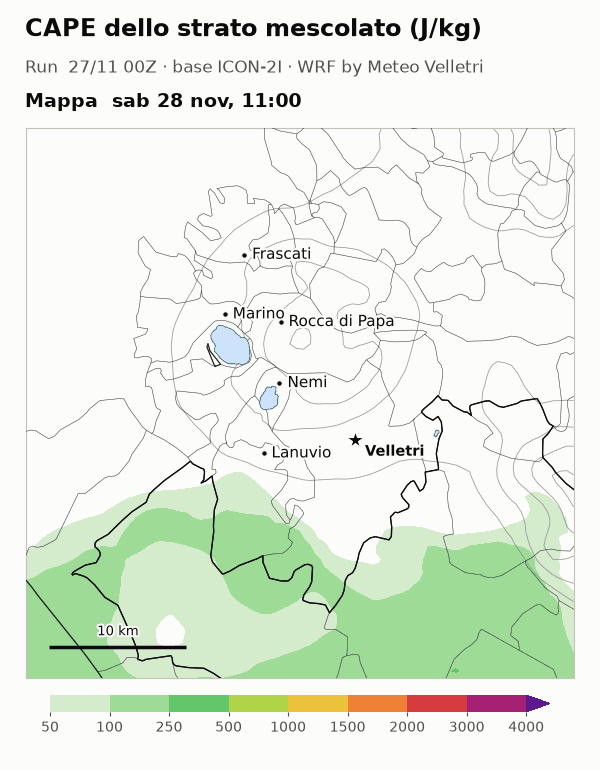 CAPE dello strato mescolato (J/kg)
Run  27/11 00Z · base ICON-2I · WRF by Meteo Velletri
Mappa  sab 28 nov, 11:00
Frascati
Marino
Rocca di Papa
Nemi
Velletri
Lanuvio
10 km
50 100 250 500 1000 1500 2000 3000 4000